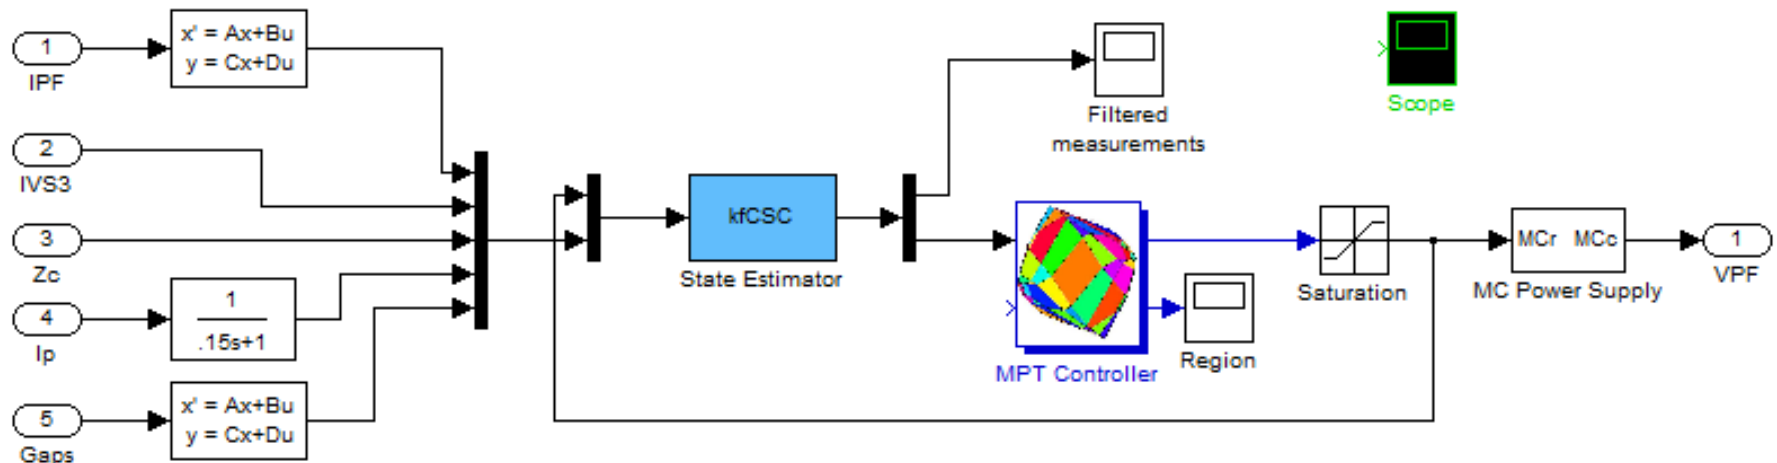 1
IPF
x' = Ax+Bu
y = Cx+Du
2
IVS3
3
Zc
4
Ip
1
.15s+1
5
Gaps
x' = Ax+Bu
y = Cx+Du
kfCSC
State Estimator
Filtered
measurements
MPT Controller
Region
Scope
Saturation
MCr MCc
MC Power Supply
1
VPF